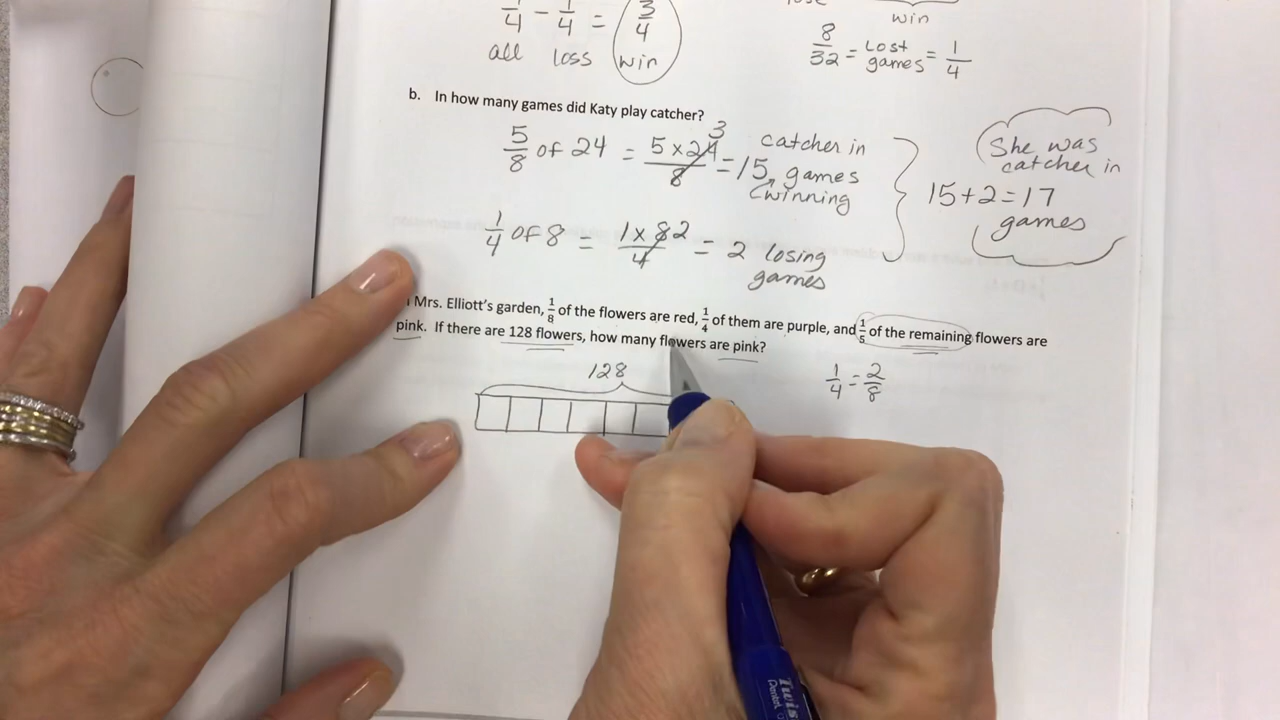 1/4 - 1/4 = 3/4
all loss win
win
8/32 = Lost games = 1/4
b. In how many games did Katy play catcher?
5/8 of 24 = 5 x 24/8 3 = 15 catcher in games (winning
1/4 of 8 = 1 x 8/4 2 = 2 losing games
She was catcher in
15+2=17 games
Mrs. Elliott's garden, 1/8 of the flowers are red, 1/4 of them are purple, and 1/5 of the remaining flowers are
pink. If there are 128 flowers, how many flowers are pink?
128
1/4 = 2/8
Twis
Pentel